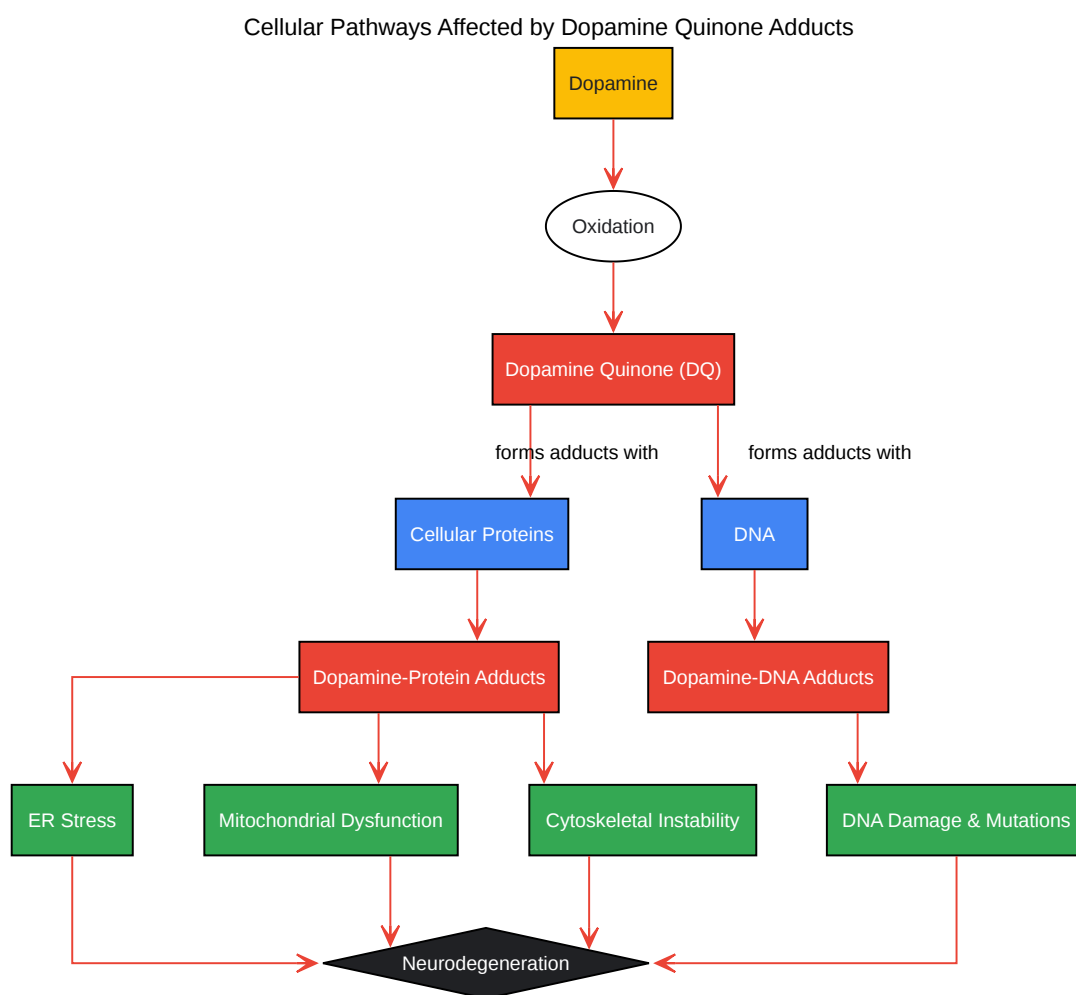 Cellular Pathways Affected by Dopamine Quinone Adducts
Dopamine
Oxidation
Dopamine Quinone (DQ)
forms adducts with
forms adducts with
Cellular Proteins
DNA
Dopamine-Protein Adducts
Dopamine-DNA Adducts
ER Stress
Mitochondrial Dysfunction
Cytoskeletal Instability
DNA Damage & Mutations
Neurodegeneration